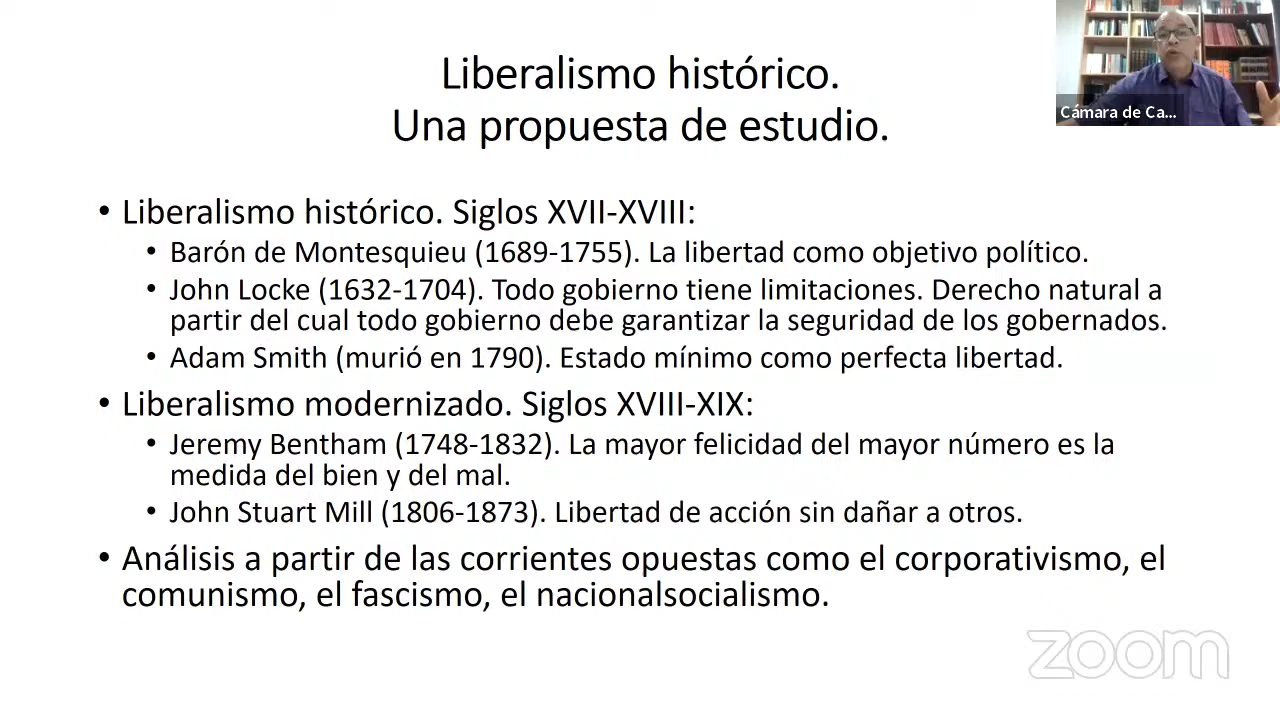 Liberalismo histórico.
Una propuesta de estudio.
Cámara de Ca...
• Liberalismo histórico. Siglos XVII-XVIII:
• Barón de Montesquieu (1689-1755). La libertad como objetivo político.
• John Locke (1632-1704). Todo gobierno tiene limitaciones. Derecho natural a
partir del cual todo gobierno debe garantizar la seguridad de los gobernados.
• Adam Smith (murió en 1790). Estado mínimo como perfecta libertad.
• Liberalismo modernizado. Siglos XVIII-XIX:
• Jeremy Bentham (1748-1832). La mayor felicidad del mayor número es la
medida del bien y del mal.
• John Stuart Mill (1806-1873). Libertad de acción sin dañar a otros.
• Análisis a partir de las corrientes opuestas como el corporativismo, el
comunismo, el fascismo, el nacionalsocialismo.
zoom